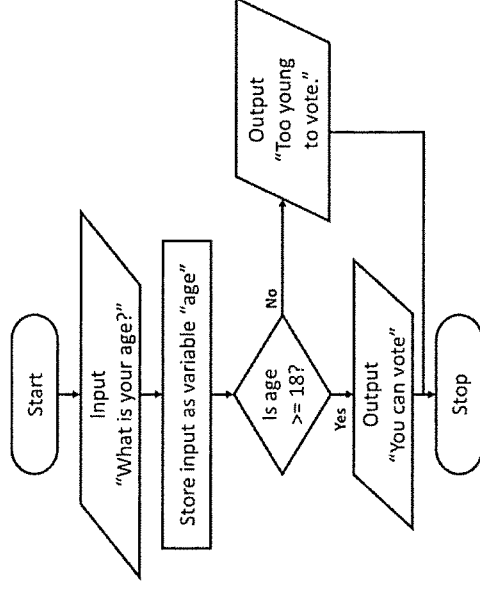 Start
Input
“What is your age?”
Store input as variable “age”
Is age
>= 18?
No
Output
“Too young
to vote.”
Yes
Output
“You can vote”
Stop